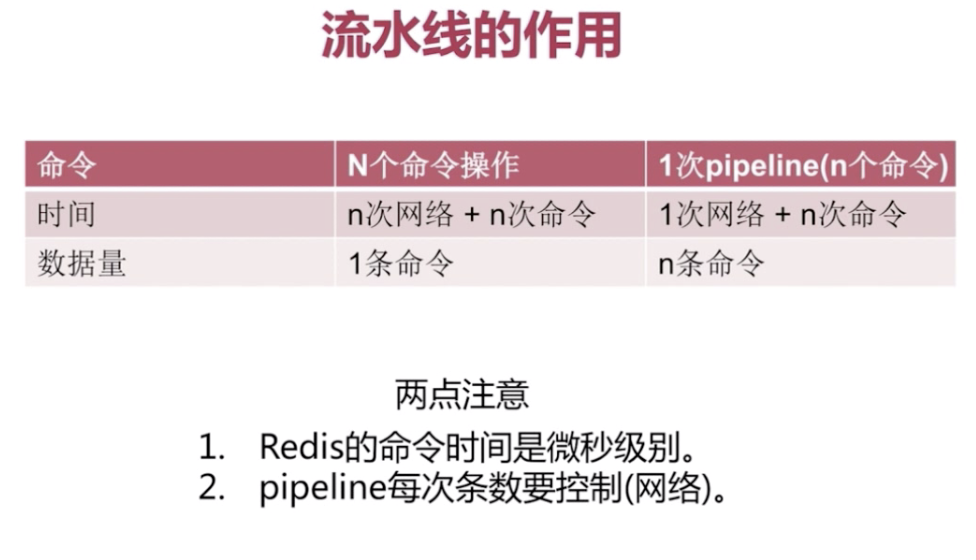 流水线的作用
命令 N个命令操作 1次pipeline(n个命令)
时间 n次网络 + n次命令 1次网络 + n次命令
数据量 1条命令 n条命令
两点注意
1. Redis的命令时间是微秒级别。
2. pipeline每次条数要控制(网络)。